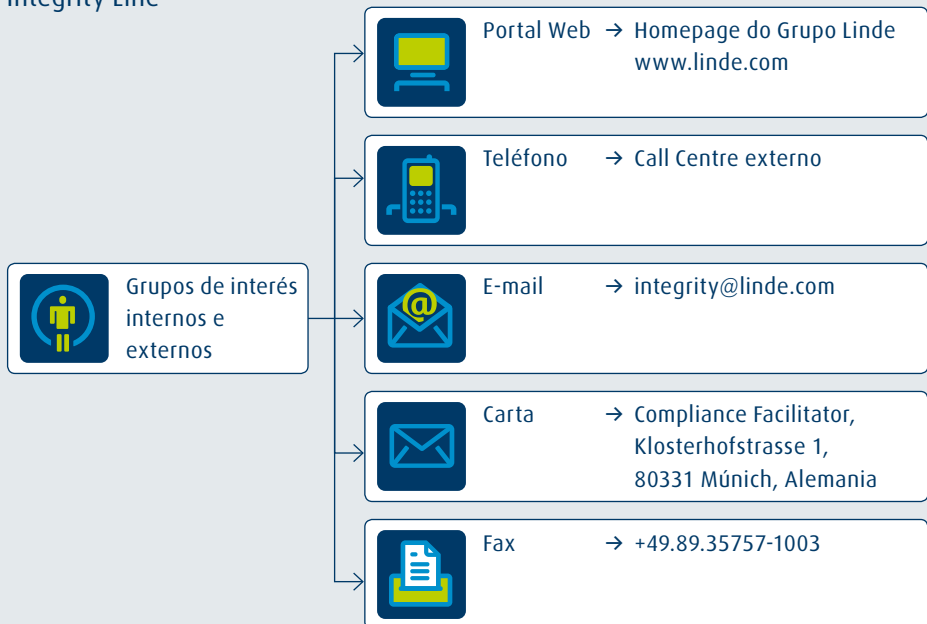 Integrity Line
Portal Web → Homepage do Grupo Linde
www.linde.com
Teléfono → Call Centre externo
Grupos de interés
internos e
externos
E-mail → integrity@linde.com
Carta → Compliance Facilitator,
Klosterhofstrasse 1,
80331 Múnich, Alemania
Fax → +49.89.35757-1003